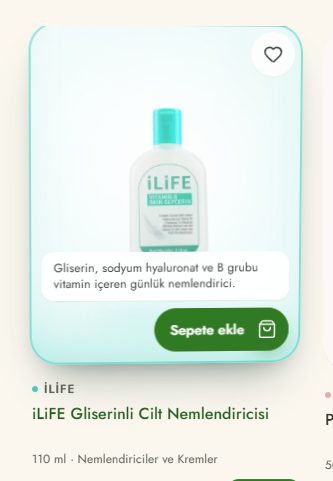 iLiFE
Gliserin, sodyum hyaluronat ve B grubu
vitamin içeren günlük nemlendirici.
Sepete ekle
İLİFE
iLiFE Gliserinli Cilt Nemlendiricisi
110 ml · Nemlendiriciler ve Kremler